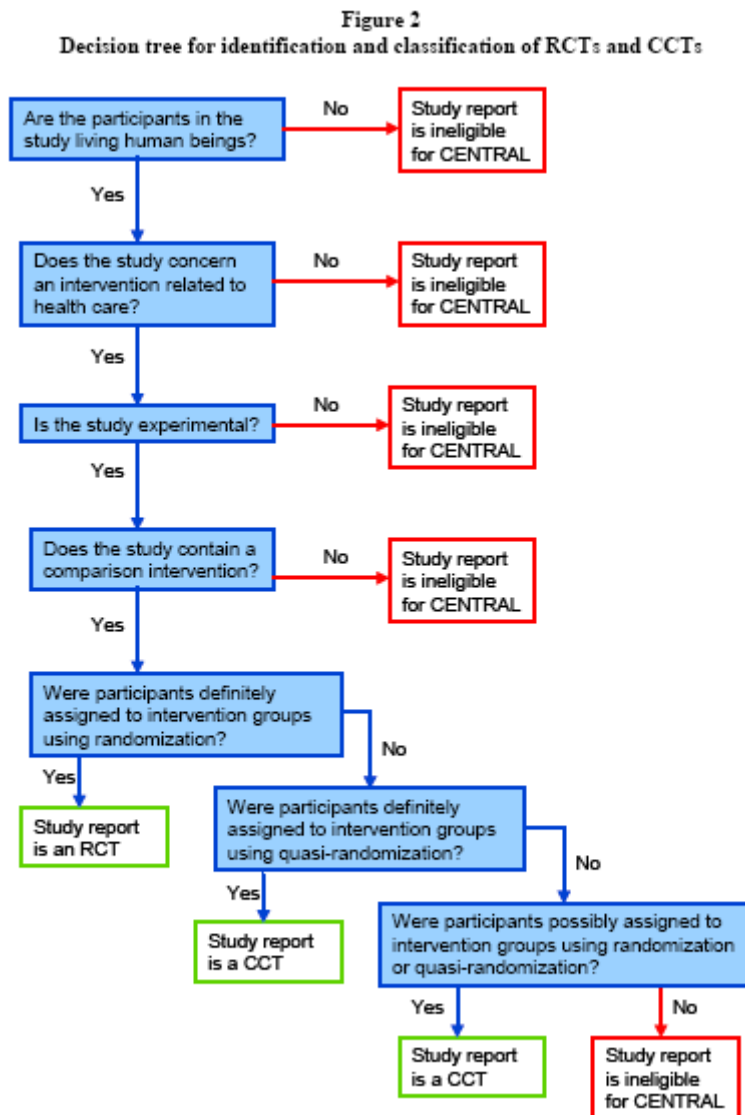 Figure 2
Decision tree for identification and classification of RCTs and CCTs
Are the participants in the
study living human beings?
No
Study report
is ineligible
for CENTRAL
Yes
Does the study concern
an intervention related to
health care?
No
Study report
is ineligible
for CENTRAL
Yes
Is the study experimental?
No
Study report
is ineligible
for CENTRAL
Yes
Does the study contain a
comparison intervention?
No
Study report
is ineligible
for CENTRAL
Yes
Were participants definitely
assigned to intervention groups
using randomization?
No
Yes
Study report
is an RCT
Were participants definitely
assigned to intervention groups
using quasi-randomization?
No
Yes
Study report
is a CCT
Were participants possibly assigned to
intervention groups using randomization
or quasi-randomization?
Yes
No
Study report
is a CCT
Study report
is ineligible
for CENTRAL